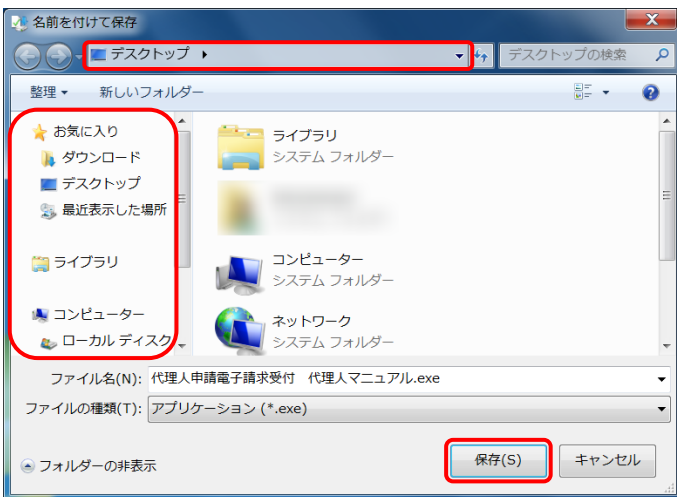 名前を付けて保存
デスクトップ
デスクトップの検索
整理
新しいフォルダー
お気に入り
ダウンロード
デスクトップ
最近表示した場所
ライブラリ
コンピューター
ローカル ディスク
ライブラリ
システム フォルダー
コンピューター
システム フォルダー
ネットワーク
システム フォルダー
ファイル名(N): 代理人申請電子請求受付　代理人マニュアル.exe
ファイルの種類(T): アプリケーション (*.exe)
フォルダーの非表示
保存(S)
キャンセル